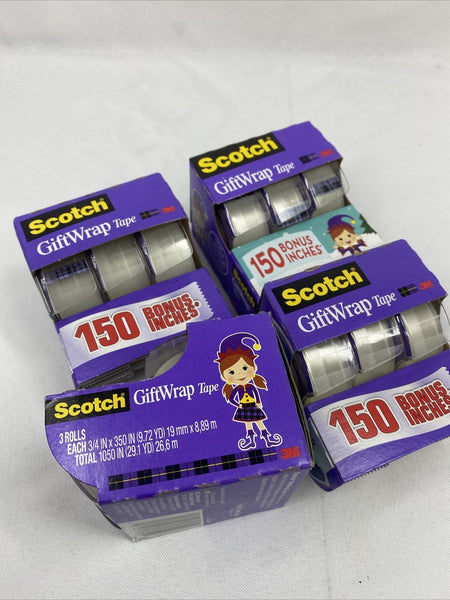 Scotch
GiftWrap Tape 3M
150 BONUS
INCHES
Scotch
GiftWrap Tape 3M
150 BONUS
INCHES
Scotch
GiftWrap Tape 3M
150 BONUS
INCHES
Scotch GiftWrap Tape
3 ROLLS
EACH 3/4 IN x 350 IN (9.72 YD) 19 mm x 8,89 m
TOTAL 1050 IN (29.1 YD) 26,6 m
3M